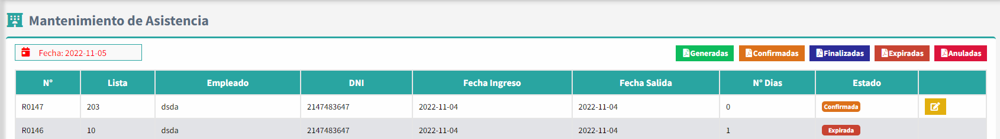 Mantenimiento de Asistencia
Fecha: 2022-11-05 Generadas Confirmadas Finalizadas Expiradas Anuladas
N° Lista Empleado DNI Fecha Ingreso Fecha Salida N° Dias Estado
R0147 203 dsda 2147483647 2022-11-04 2022-11-04 0 Confirmada
R0146 10 dsda 2147483647 2022-11-04 2022-11-04 1 Expirada